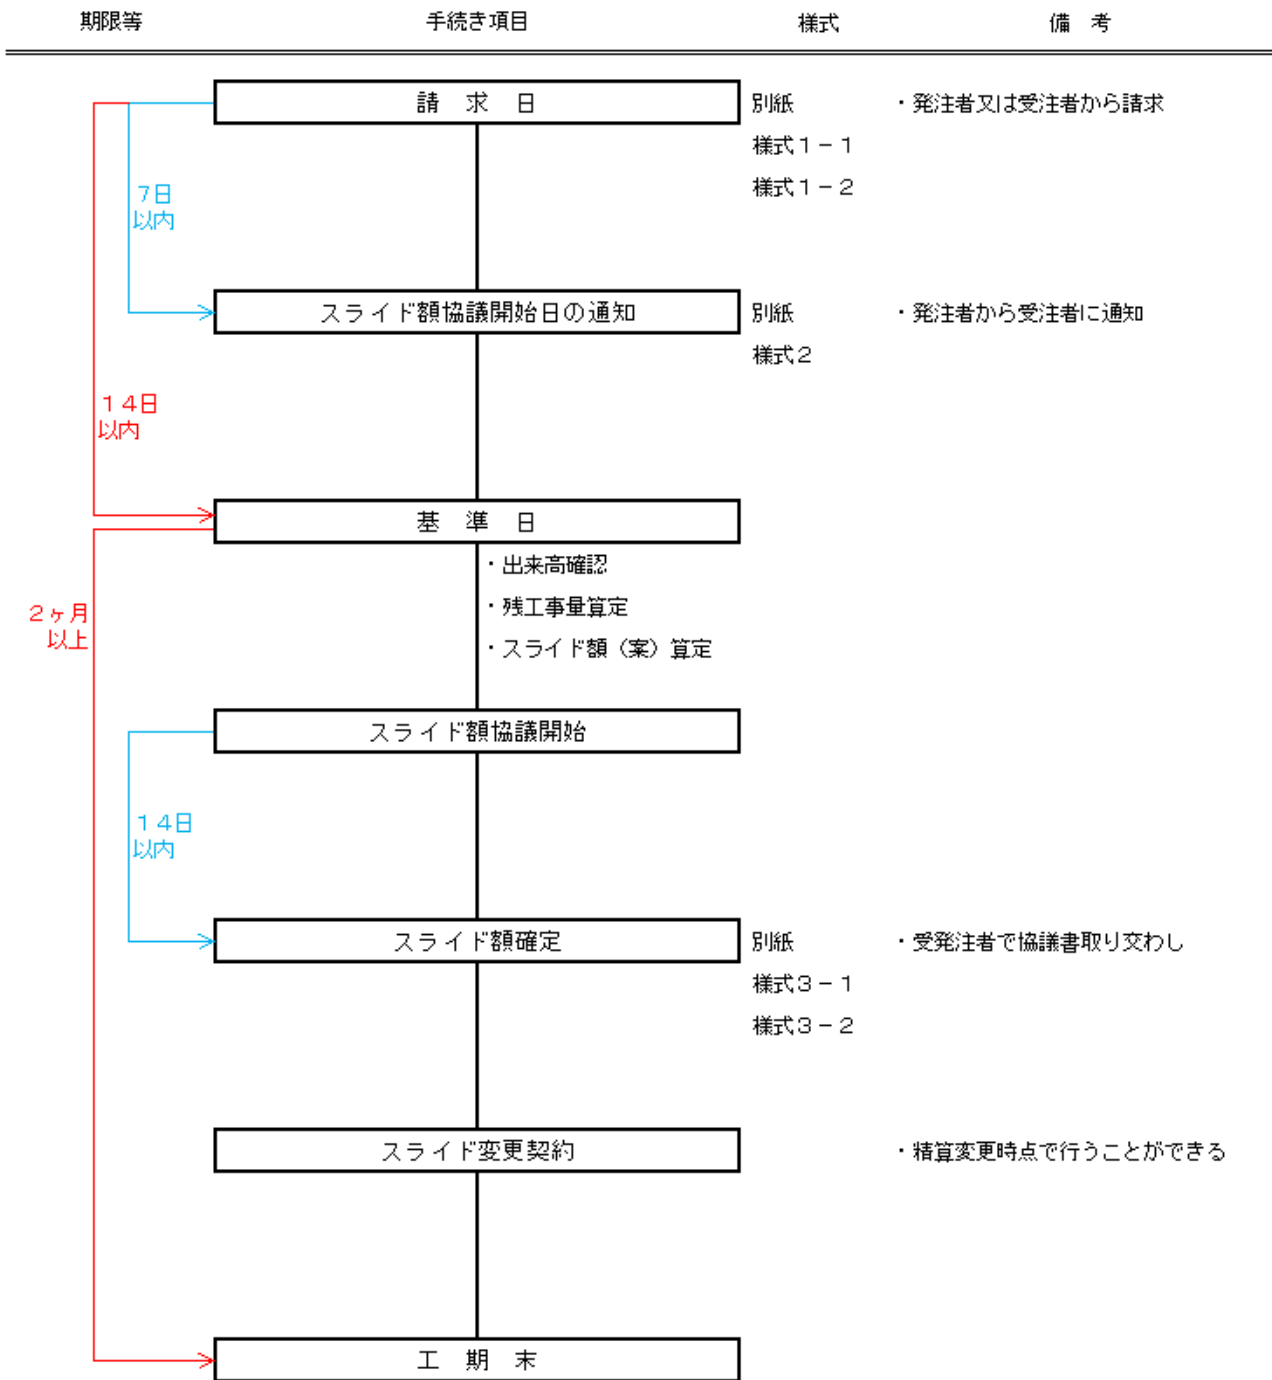 期限等 手続き項目 様式 備 考
請 求 日 別紙 ・発注者又は受注者から請求
様式１－１
様式１－２
７日
以内
スライド額協議開始日の通知 別紙 ・発注者から受注者に通知
様式２
１４日
以内
基 準 日
・出来高確認
・残工事量算定
２ヶ月
以上
・スライド額（案）算定
スライド額協議開始
１４日
以内
スライド額確定 別紙 ・受発注者で協議書取り交わし
様式３－１
様式３－２
スライド変更契約 ・精算変更時点で行うことができる
工 期 末